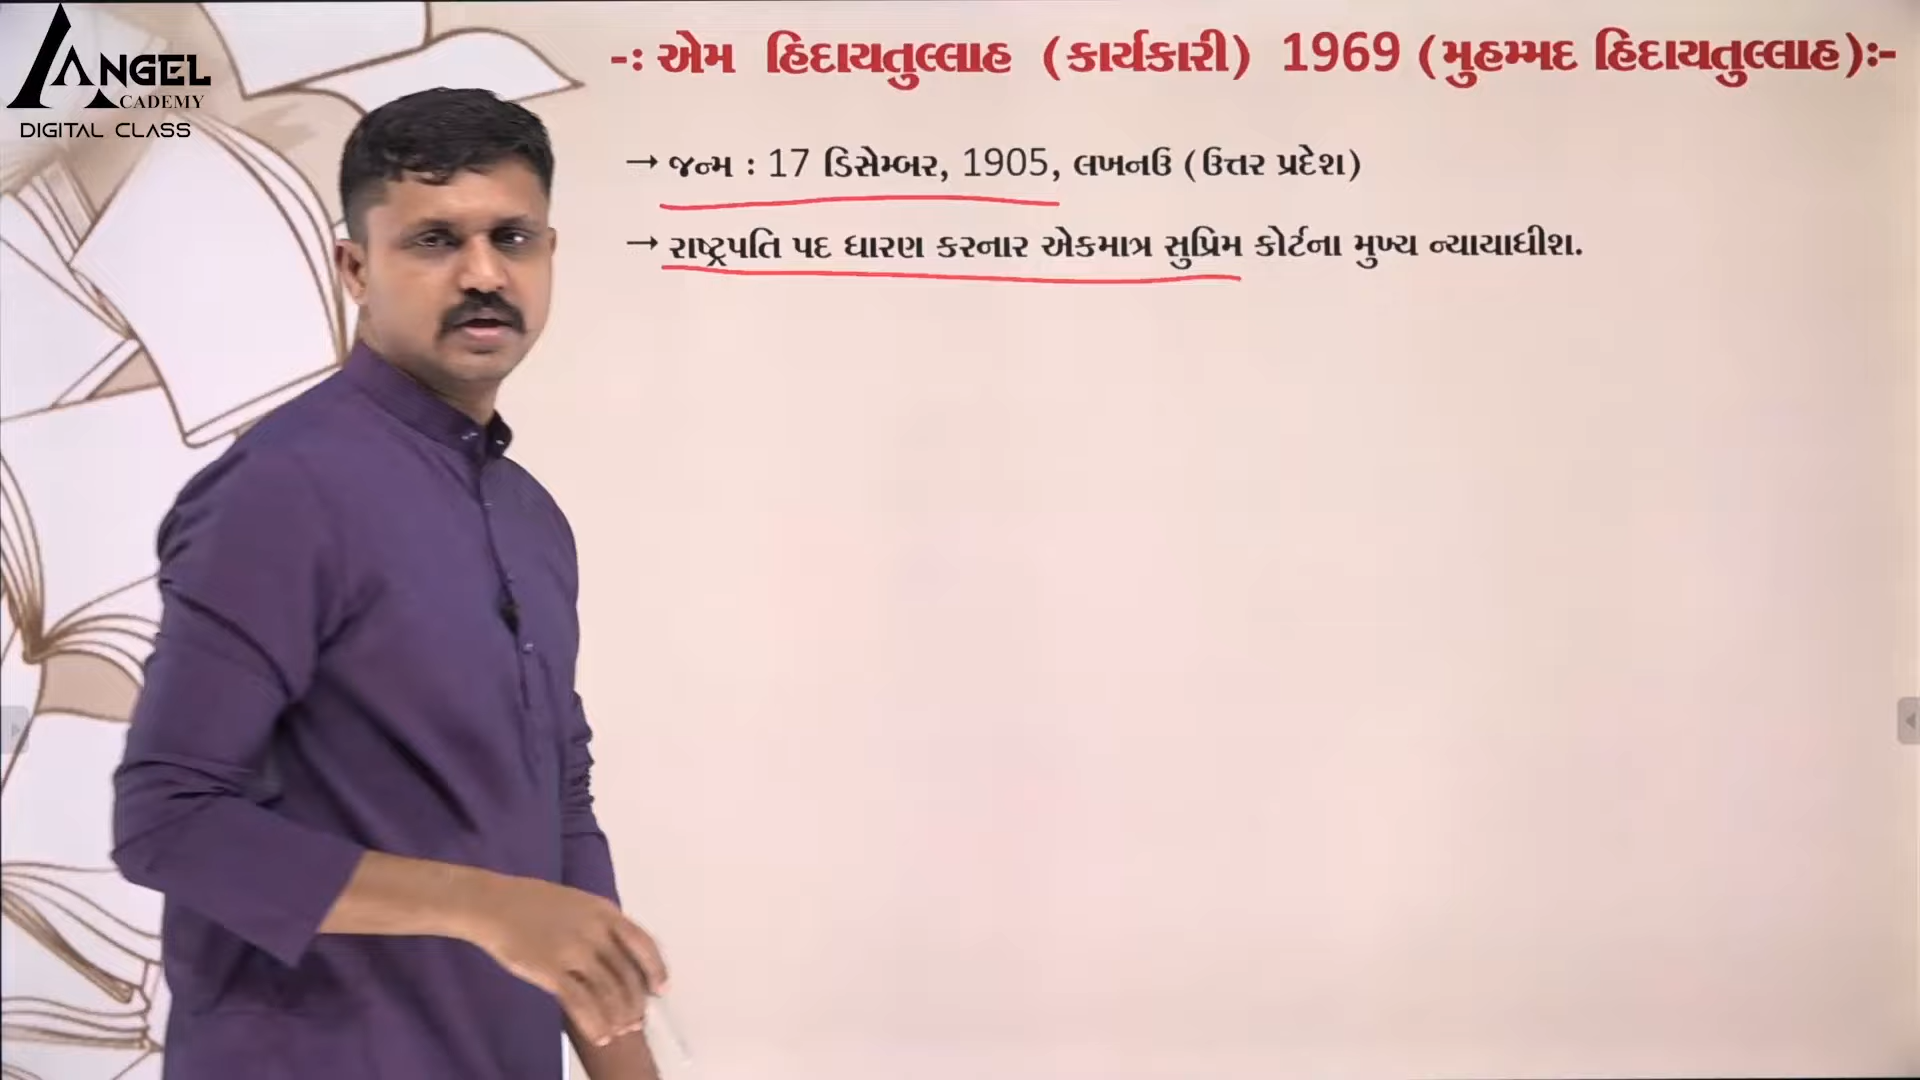 ANGEL
ACADEMY
DIGITAL CLASS
-: એમ હિદાયતુલ્લાહ (કાર્યકારી) 1969 (મુહમ્મદ હિદાયતુલ્લાહ):-
→ જન્મ : 17 ડિસેમ્બર, 1905, લખનઉ (ઉત્તર પ્રદેશ)
→ રાષ્ટ્રપતિ પદ ધારણ કરનાર એકમાત્ર સુપ્રિમ કોર્ટના મુખ્ય ન્યાયાધીશ.